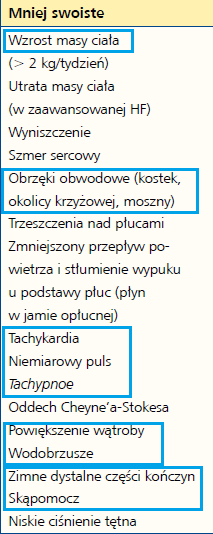 Mniej swoiste
Wzrost masy ciała
(> 2 kg/tydzień)
Utrata masy ciała
(w zaawansowanej HF)
Wyniszczenie
Szmer sercowy
Obrzęki obwodowe (kostek,
okolicy krzyżowej, moszny)
Trzeszczenia nad płucami
Zmniejszony przepływ po-
wietrza i stłumienie wypuku
u podstawy płuc (płyn
w jamie opłucnej)
Tachykardia
Niemiarowy puls
Tachypnoe
Oddech Cheyne’a-Stokesa
Powiększenie wątroby
Wodobrzusze
Zimne dystalne części kończyn
Skąpomocz
Niskie ciśnienie tętna